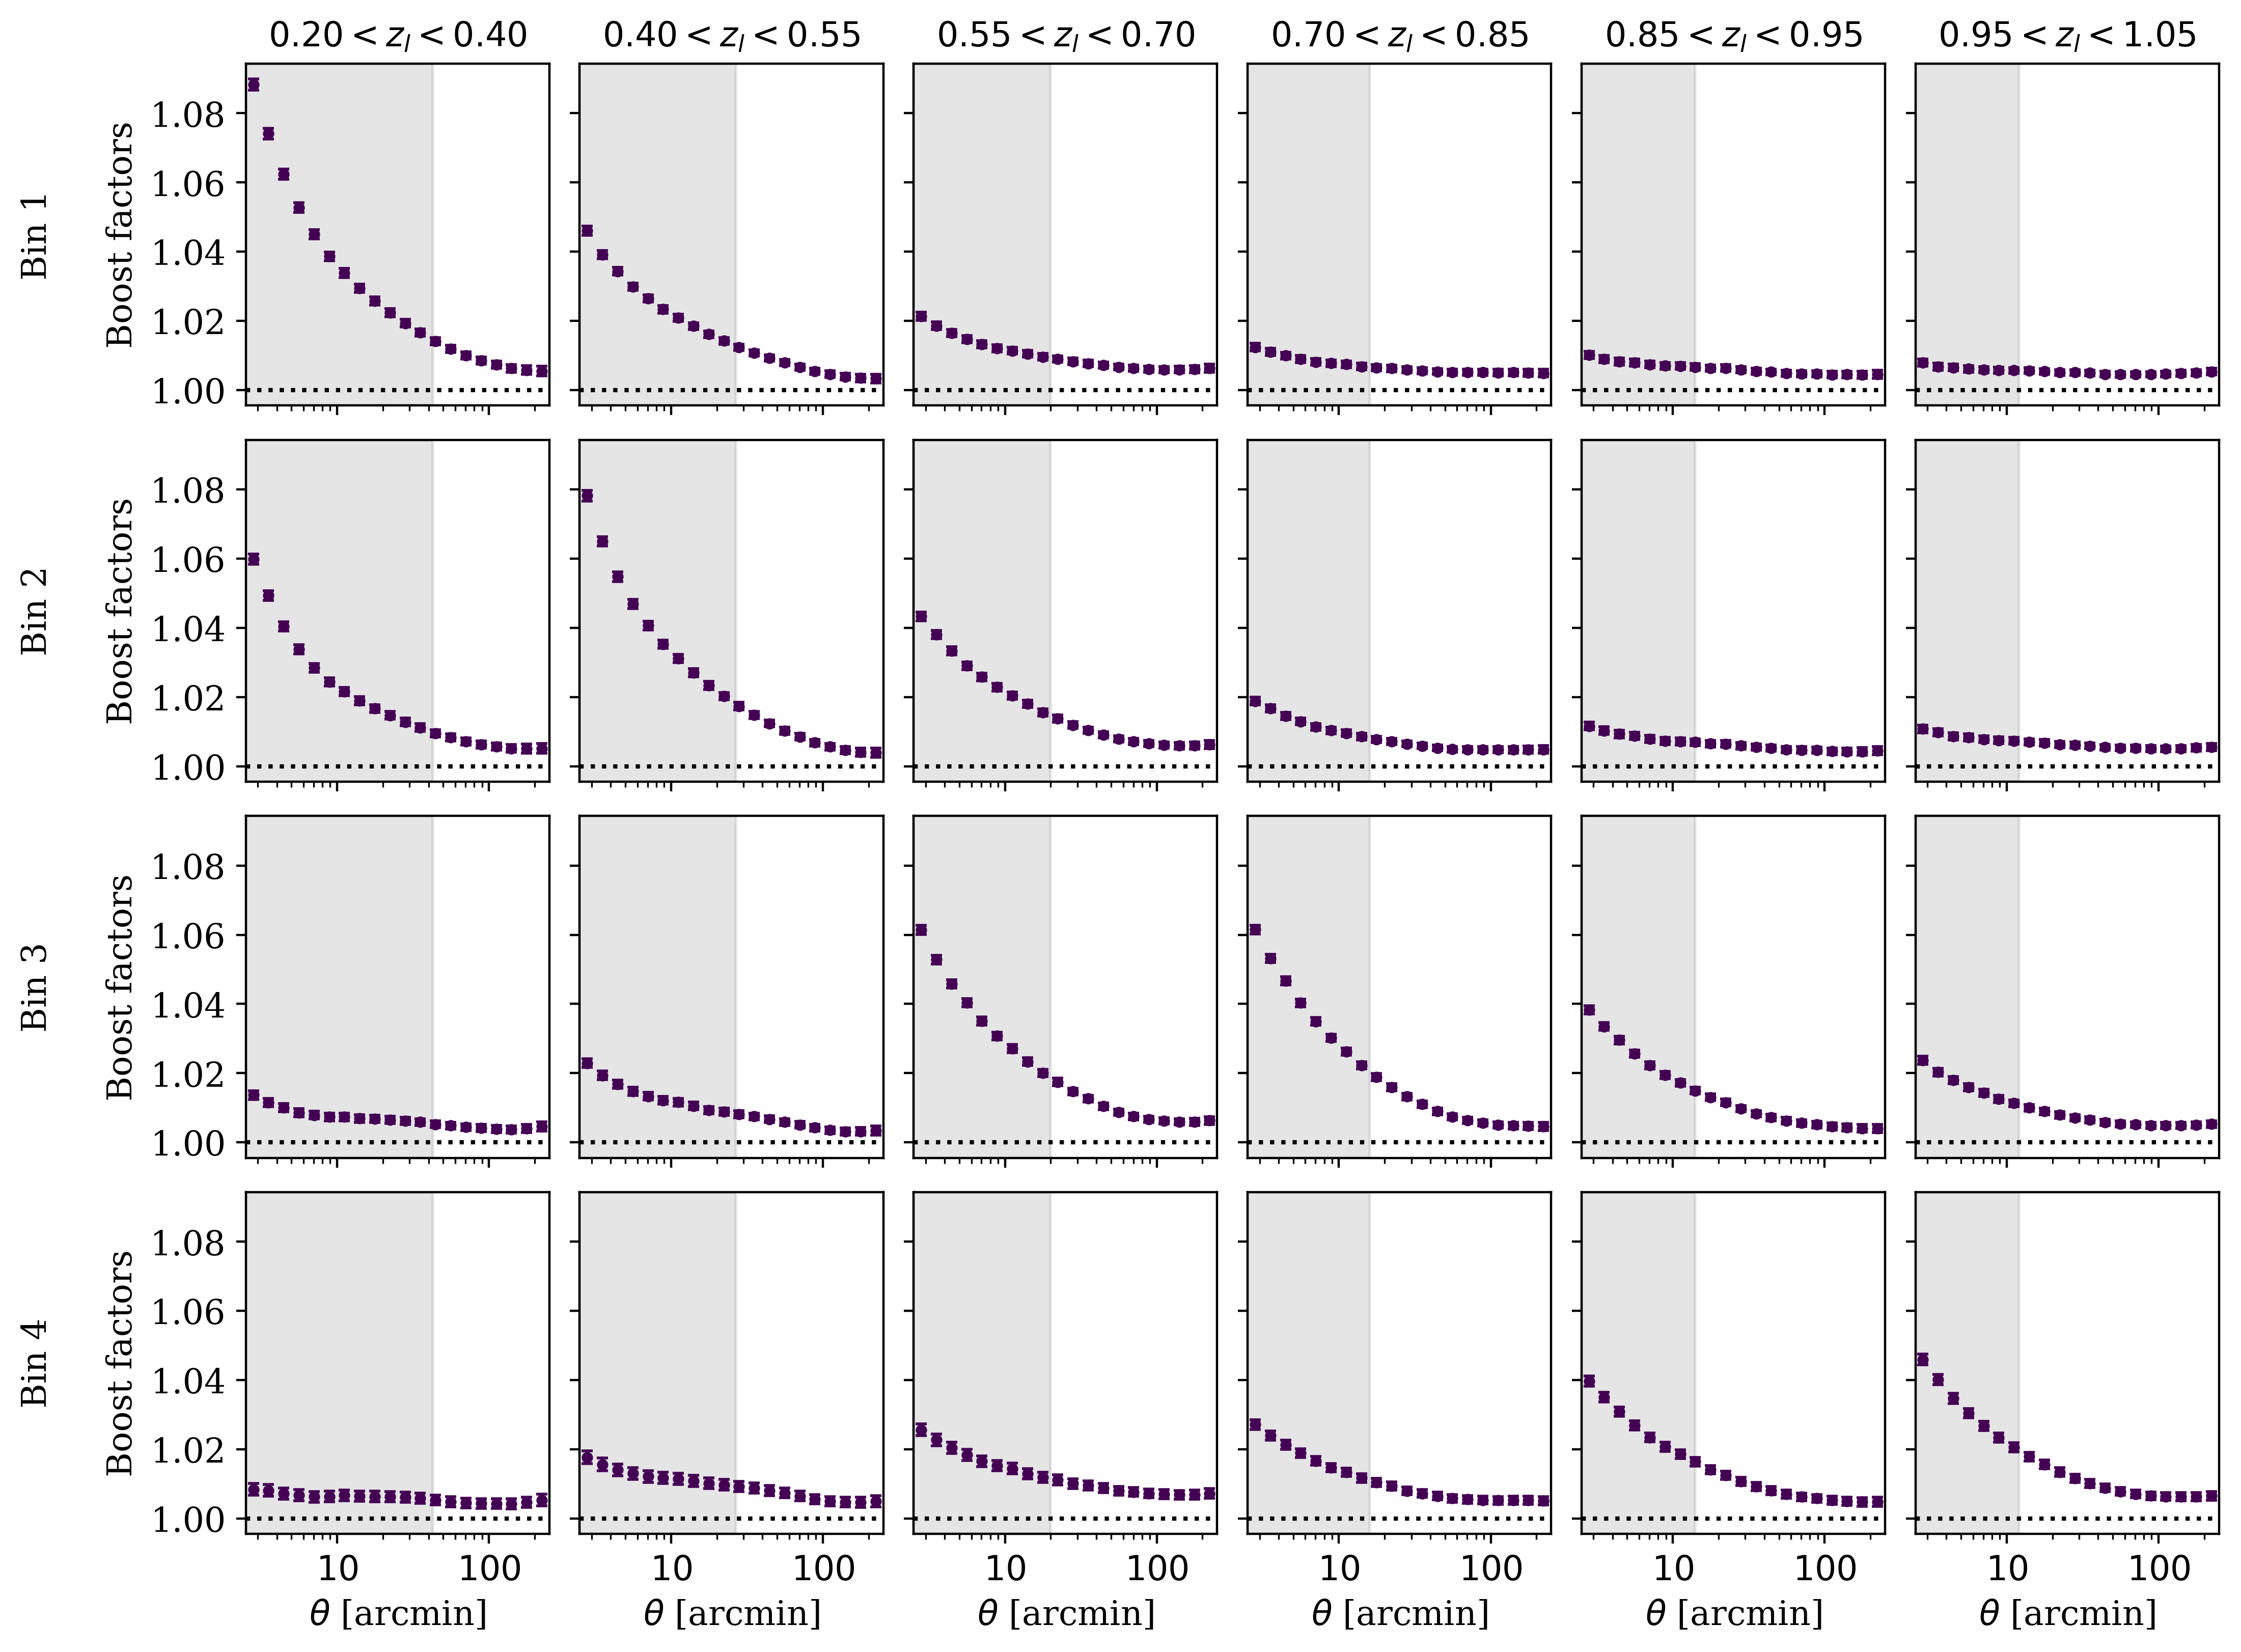 0.20 < z_l < 0.40 0.40 < z_l < 0.55 0.55 < z_l < 0.70 0.70 < z_l < 0.85 0.85 < z_l < 0.95 0.95 < z_l < 1.05
Bin 1
Boost factors
1.08
1.06
1.04
1.02
1.00
Bin 2
Boost factors
1.08
1.06
1.04
1.02
1.00
Bin 3
Boost factors
1.08
1.06
1.04
1.02
1.00
Bin 4
Boost factors
1.08
1.06
1.04
1.02
1.00
10 100 10 100 10 100 10 100 10 100 10 100
θ [arcmin] θ [arcmin] θ [arcmin] θ [arcmin] θ [arcmin] θ [arcmin]